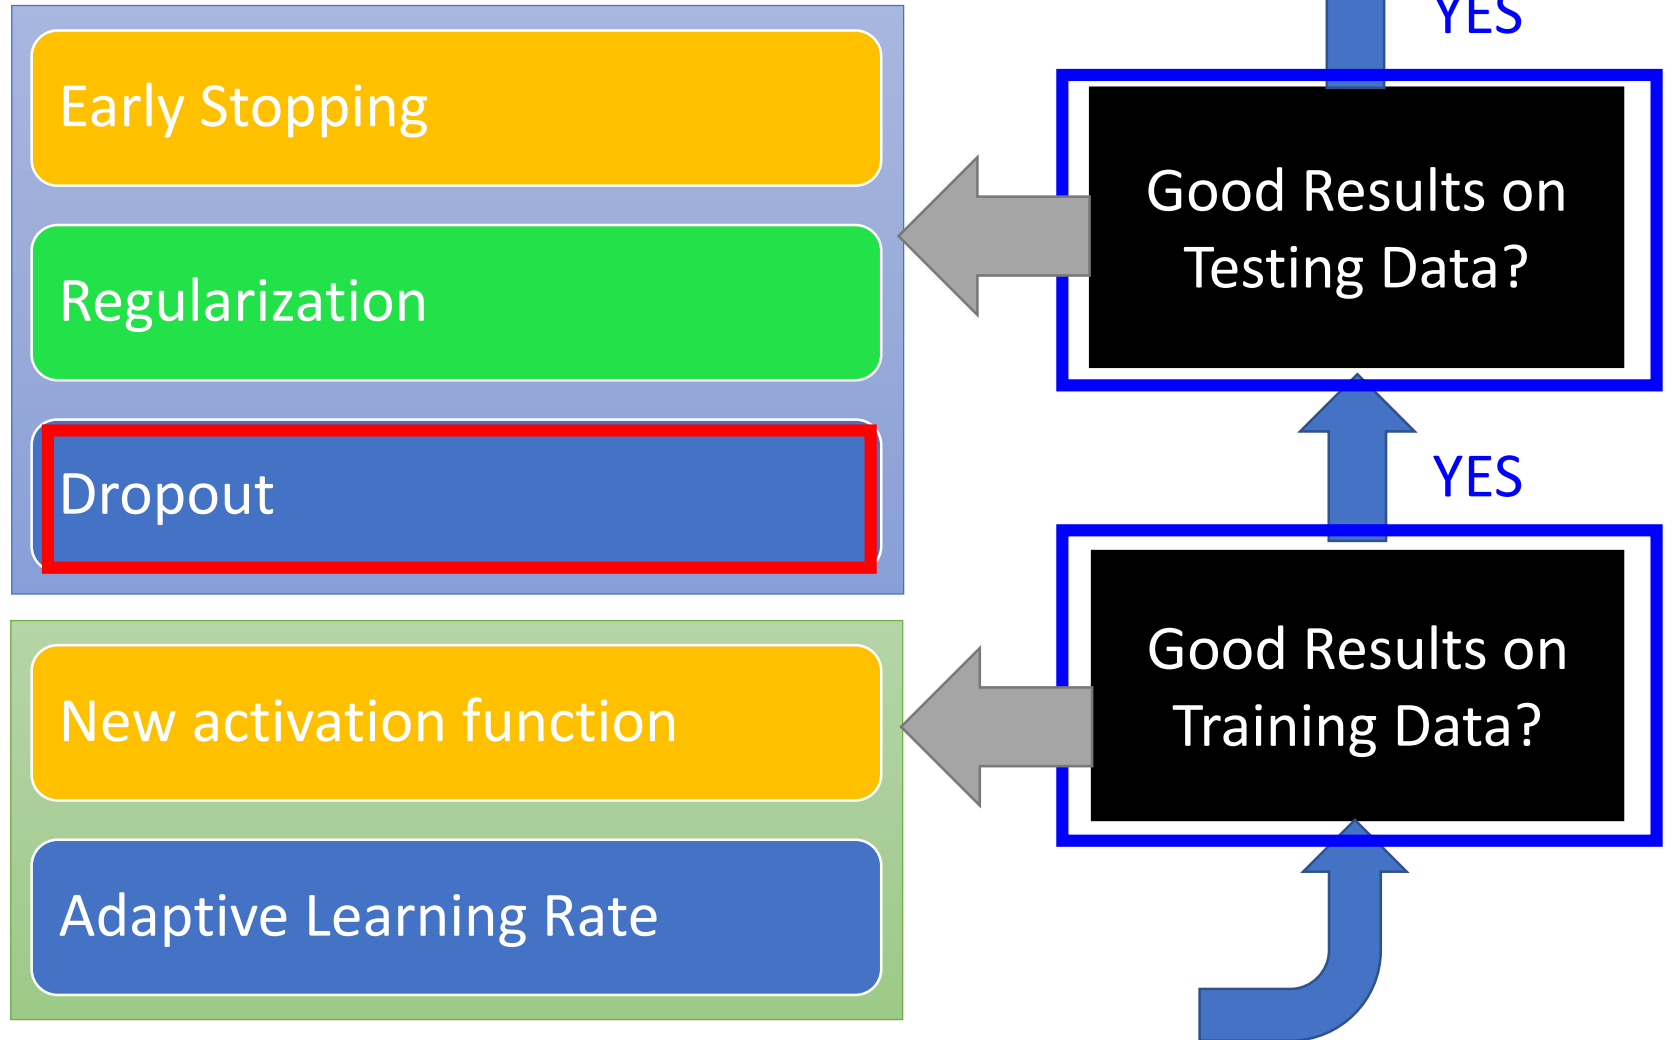 YES
Early Stopping
Good Results on
Testing Data?
Regularization
Dropout
YES
Good Results on
Training Data?
New activation function
Adaptive Learning Rate